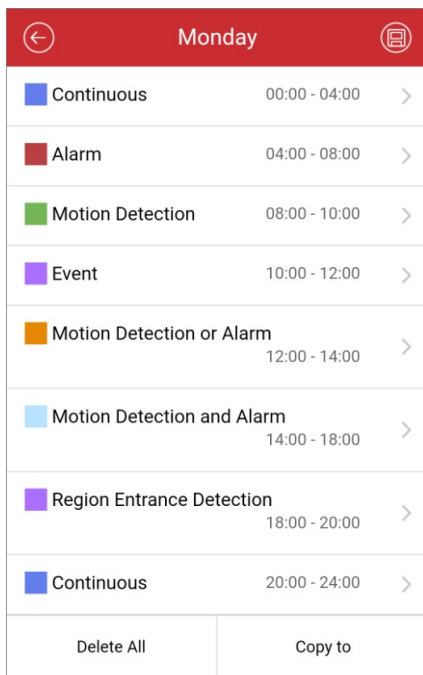 Monday
Continuous 00:00 - 04:00
Alarm 04:00 - 08:00
Motion Detection 08:00 - 10:00
Event 10:00 - 12:00
Motion Detection or Alarm
12:00 - 14:00
Motion Detection and Alarm
14:00 - 18:00
Region Entrance Detection
18:00 - 20:00
Continuous 20:00 - 24:00
Delete All Copy to